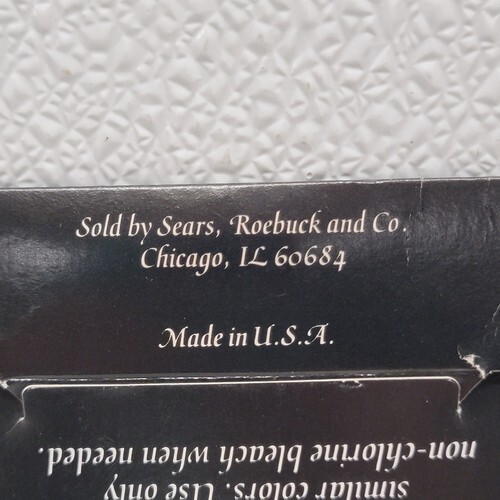 Sold by Sears, Roebuck and Co.
Chicago, IL 60684
Made in U.S.A.
similar colors. Use only
non-chlorine bleach when needed.